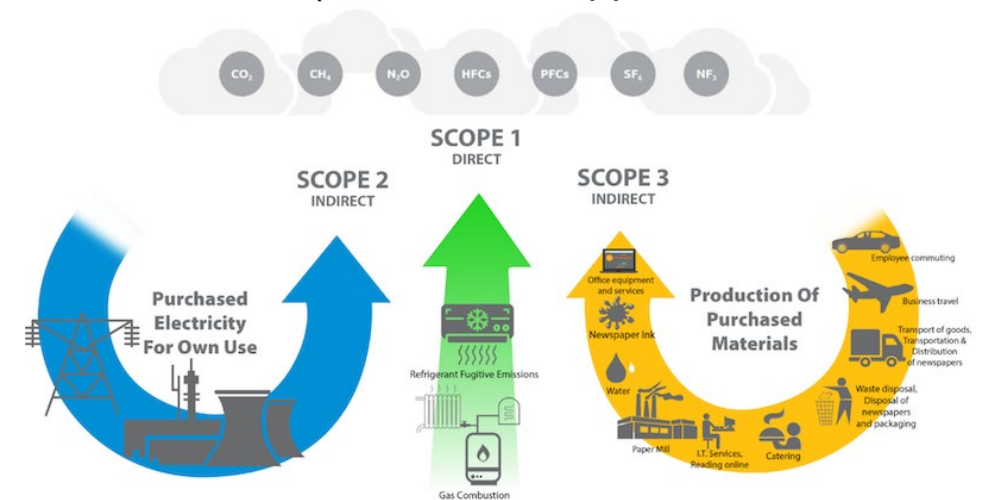 CO₂ CH₄ N₂O HFCs PFCs SF₆ NF₃
SCOPE 1
DIRECT
SCOPE 2
INDIRECT
SCOPE 3
INDIRECT
Purchased
Electricity
For Own Use
Refrigerant Fugitive Emissions
Gas Combustion
Production Of
Purchased
Materials
Office equipment
and services
Newspaper Ink
Water
Paper Mill
I.T. Services,
Reading online
Catering
Waste disposal,
Disposal of
newspapers
and packaging
Transport of goods,
Transportation &
Distribution
of newspapers
Business travel
Employee commuting